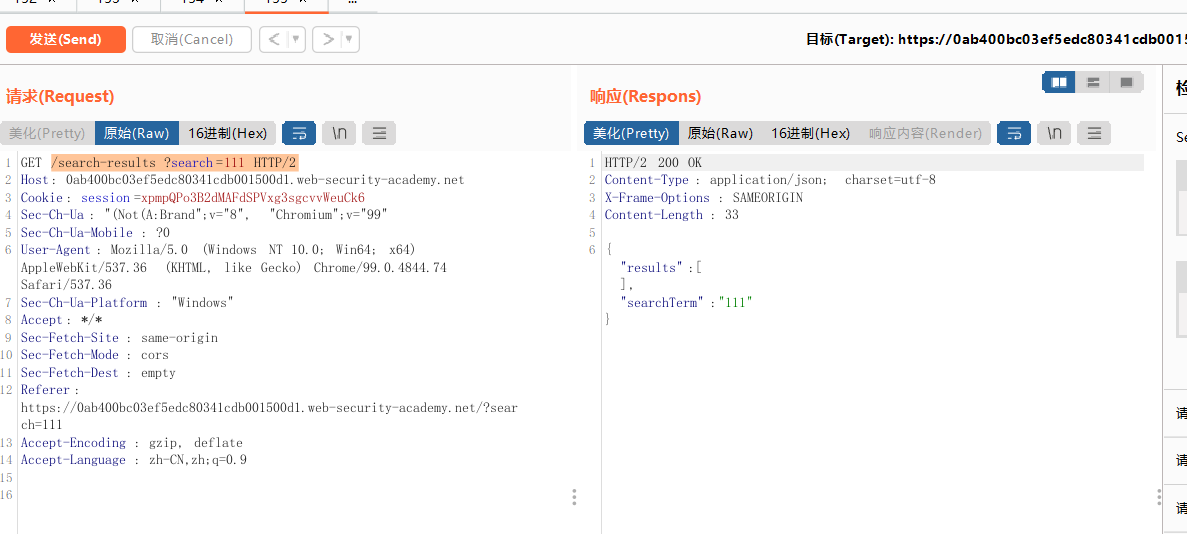 发送(Send)
取消(Cancel)
目标(Target): https://0ab400bc03ef5edc80341cdb0015
请求(Request)
美化(Pretty) 原始(Raw) 16进制(Hex) \n
1 GET /search-results ?search =111 HTTP/2
2 Host: 0ab400bc03ef5edc80341cdb001500d1.web-security-academy.net
3 Cookie: session =xpmpQPo3B2dMAFdSPVxg3sgcvvWeuCk6
4 Sec-Ch-Ua : "(Not(A:Brand";v="8", "Chromium";v="99"
5 Sec-Ch-Ua-Mobile : ?0
6 User-Agent : Mozilla/5.0 (Windows NT 10.0; Win64; x64)
AppleWebKit/537.36 (KHTML, like Gecko) Chrome/99.0.4844.74
Safari/537.36
7 Sec-Ch-Ua-Platform : "Windows"
8 Accept : */*
9 Sec-Fetch-Site : same-origin
10 Sec-Fetch-Mode : cors
11 Sec-Fetch-Dest : empty
12 Referer :
https://0ab400bc03ef5edc80341cdb001500d1.web-security-academy.net/?sear
ch=111
13 Accept-Encoding : gzip, deflate
14 Accept-Language : zh-CN,zh;q=0.9
15
16
响应(Respons)
美化(Pretty) 原始(Raw) 16进制(Hex) 响应内容(Render) \n
1 HTTP/2 200 OK
2 Content-Type : application/json; charset=utf-8
3 X-Frame-Options : SAMEORIGIN
4 Content-Length : 33
5
6 {
"results" :[
],
"searchTerm" :"111"
}
检
Se
请
请
请